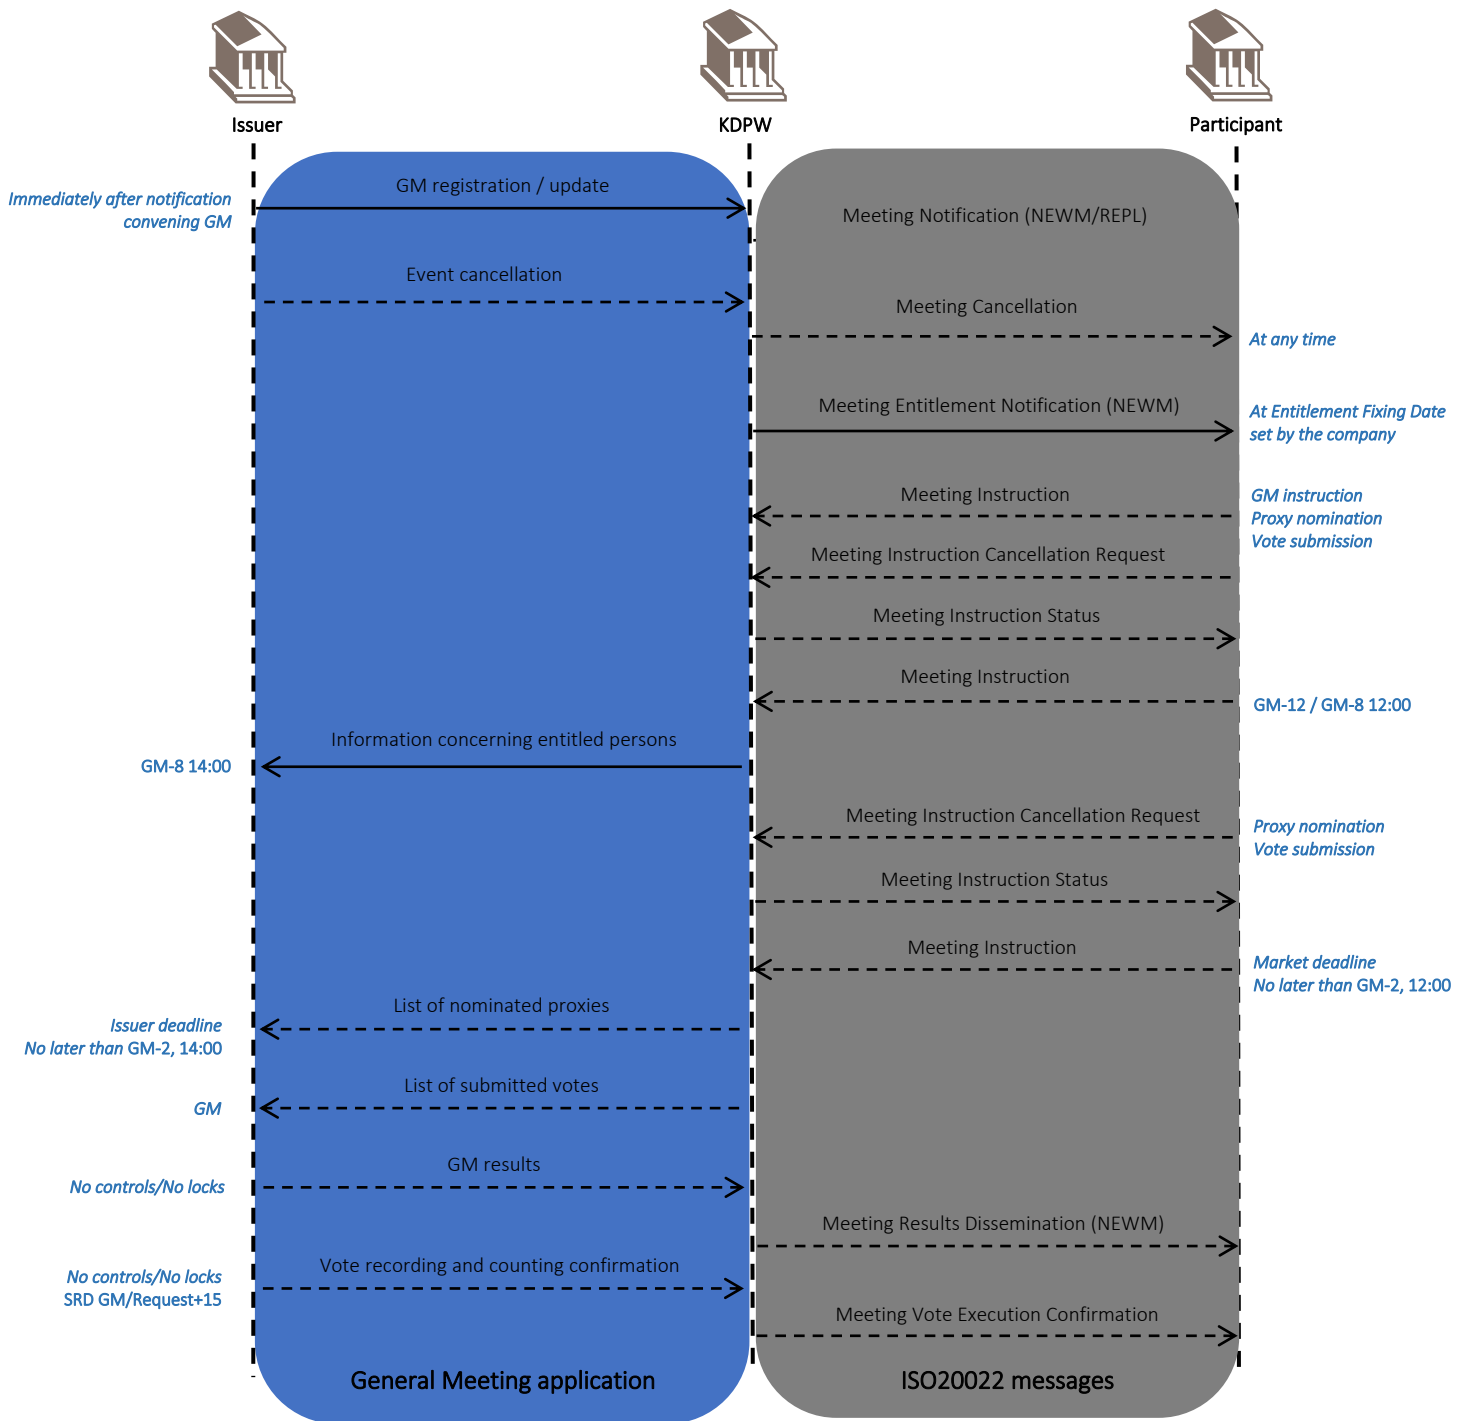 Issuer
KDPW
Participant
GM registration / update
Immediately after notification
convening GM
Meeting Notification (NEWM/REPL)
Event cancellation
Meeting Cancellation
At any time
Meeting Entitlement Notification (NEWM)
At Entitlement Fixing Date
set by the company
Meeting Instruction
GM instruction
Proxy nomination
Vote submission
Meeting Instruction Cancellation Request
Meeting Instruction Status
Meeting Instruction
GM-12 / GM-8 12:00
Information concerning entitled persons
GM-8 14:00
Meeting Instruction Cancellation Request
Proxy nomination
Vote submission
Meeting Instruction Status
Meeting Instruction
Market deadline
No later than GM-2, 12:00
List of nominated proxies
Issuer deadline
No later than GM-2, 14:00
List of submitted votes
GM
GM results
No controls/No locks
Meeting Results Dissemination (NEWM)
Vote recording and counting confirmation
No controls/No locks
SRD GM/Request+15
Meeting Vote Execution Confirmation
General Meeting application
ISO20022 messages